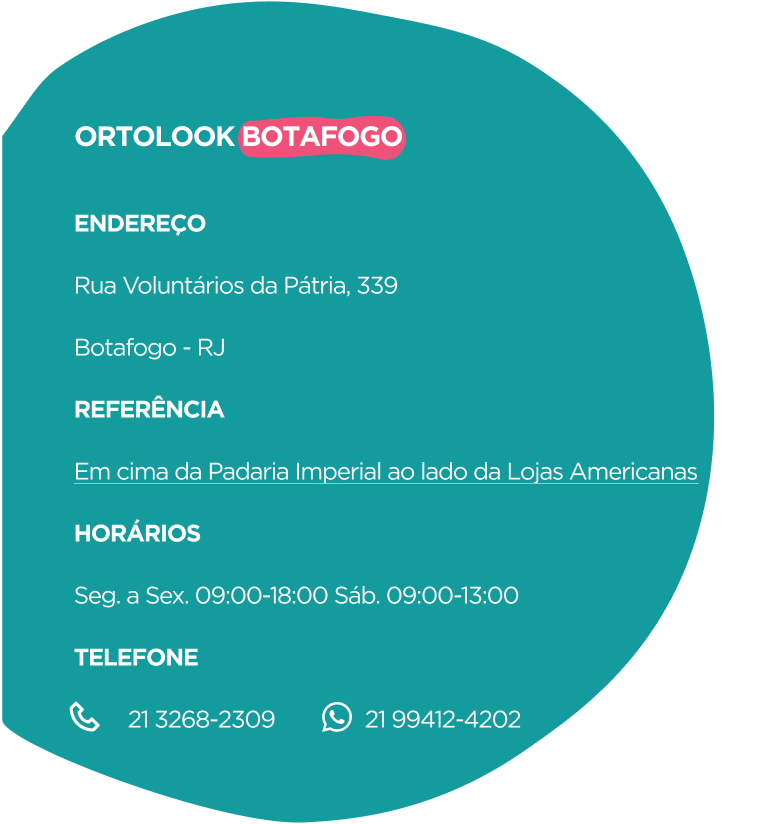 ORTOLOOK BOTAFOGO
ENDEREÇO
Rua Voluntários da Pátria, 339
Botafogo - RJ
REFERÊNCIA
Em cima da Padaria Imperial ao lado da Lojas Americanas
HORÁRIOS
Seg. a Sex. 09:00-18:00 Sáb. 09:00-13:00
TELEFONE
21 3268-2309 21 99412-4202